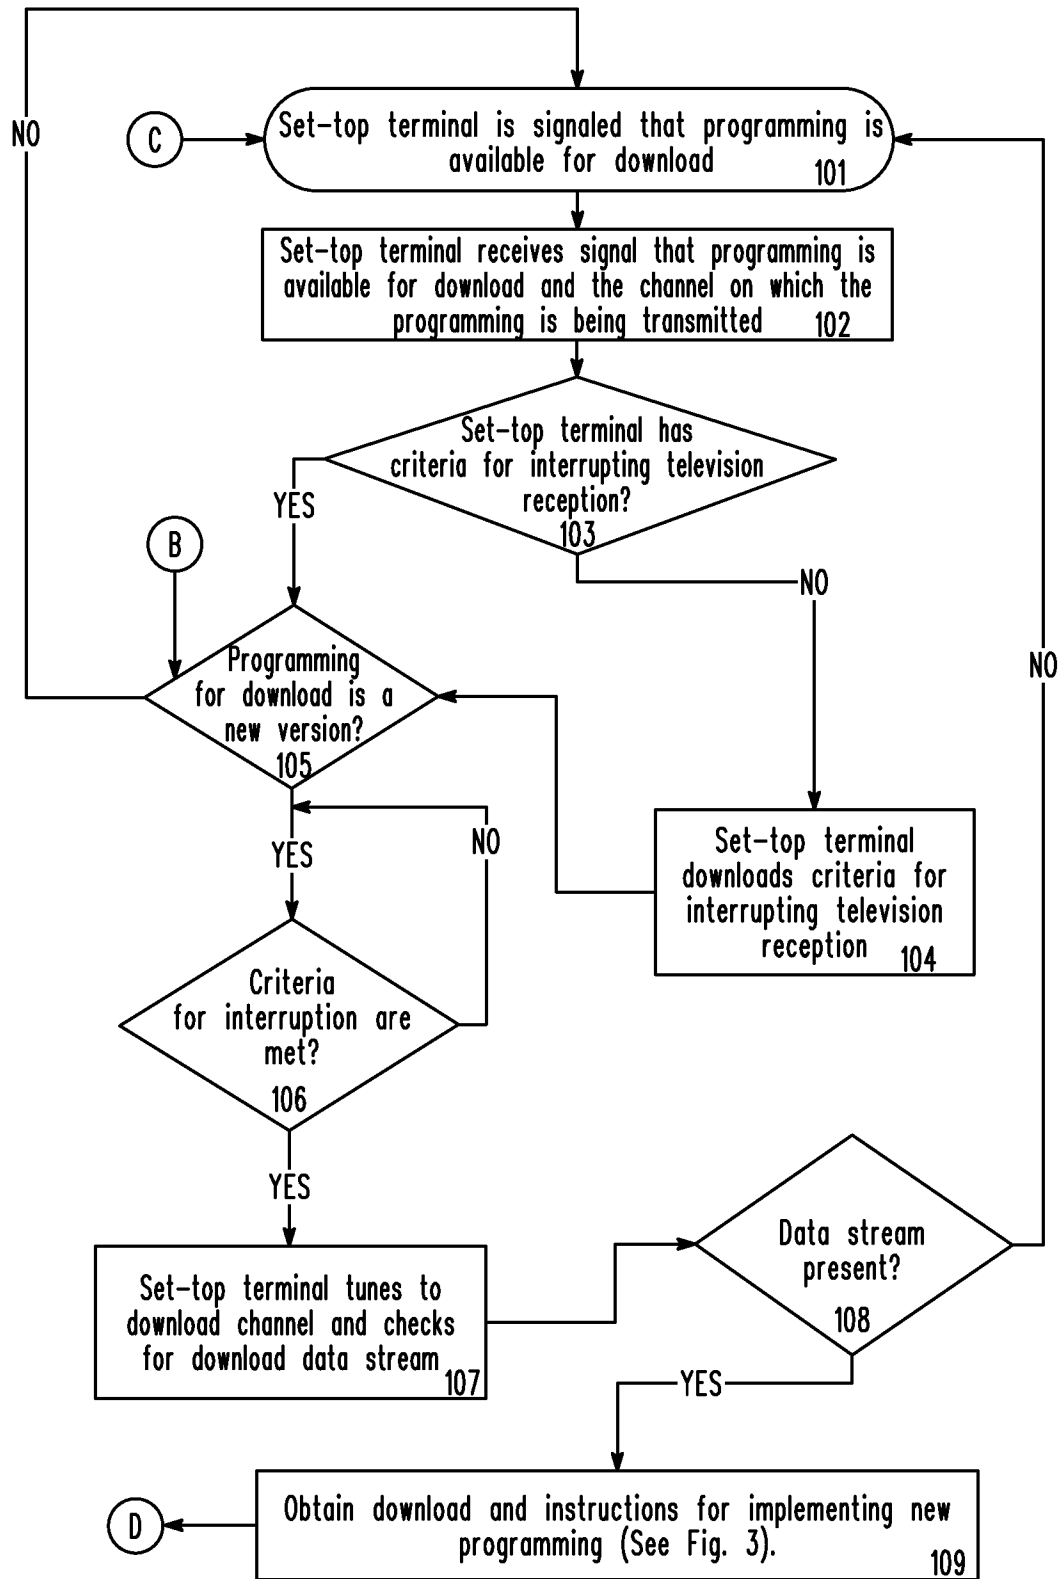 NO
C
Set-top terminal is signaled that programming is
available for download
101
Set-top terminal receives signal that programming is
available for download and the channel on which the
programming is being transmitted
102
Set-top terminal has
criteria for interrupting television
reception?
103
YES
NO
B
Programming
for download is a
new version?
105
NO
YES
NO
Set-top terminal
downloads criteria for
interrupting television
reception
104
Criteria
for interruption are
met?
106
YES
Set-top terminal tunes to
download channel and checks
for download data stream
107
Data stream
present?
108
YES
D
Obtain download and instructions for implementing new
programming (See Fig. 3).
109